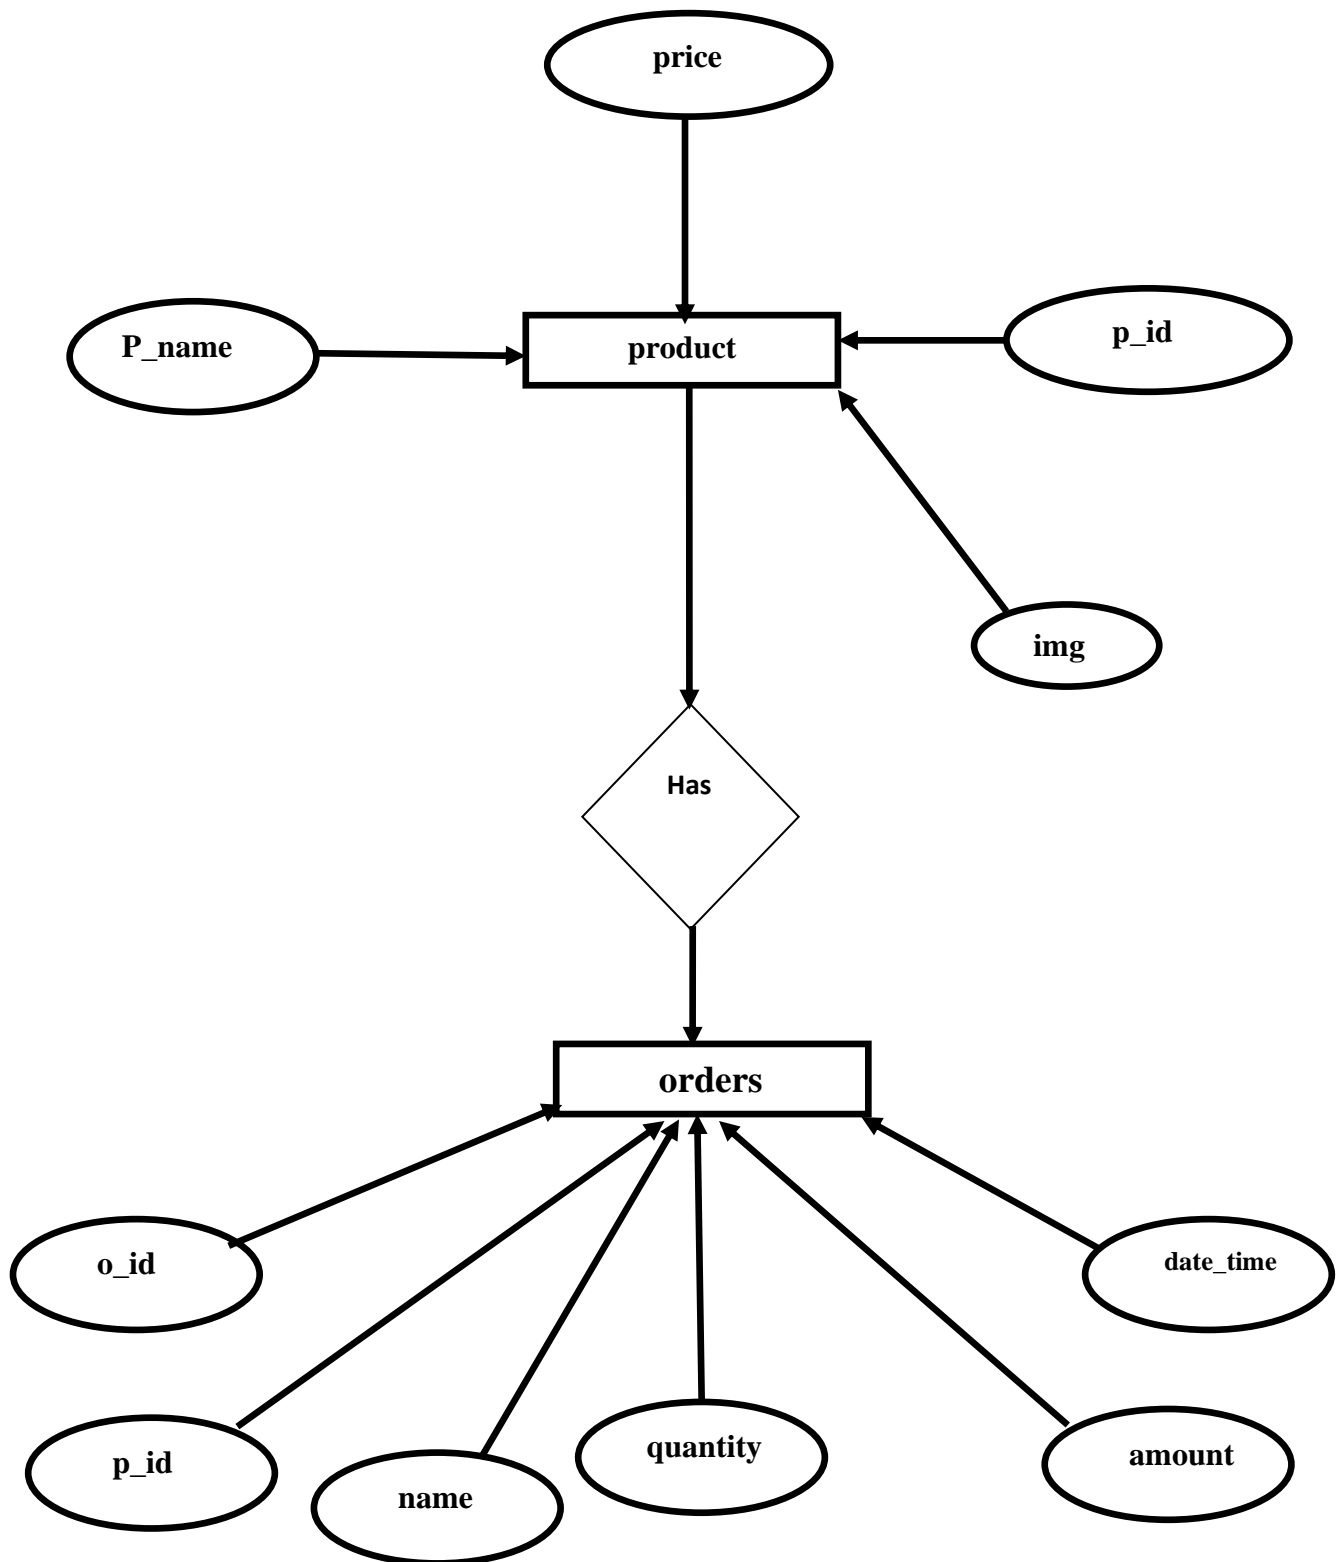 price
P_name
product
p_id
img
Has
orders
o_id
date_time
p_id
name
quantity
amount